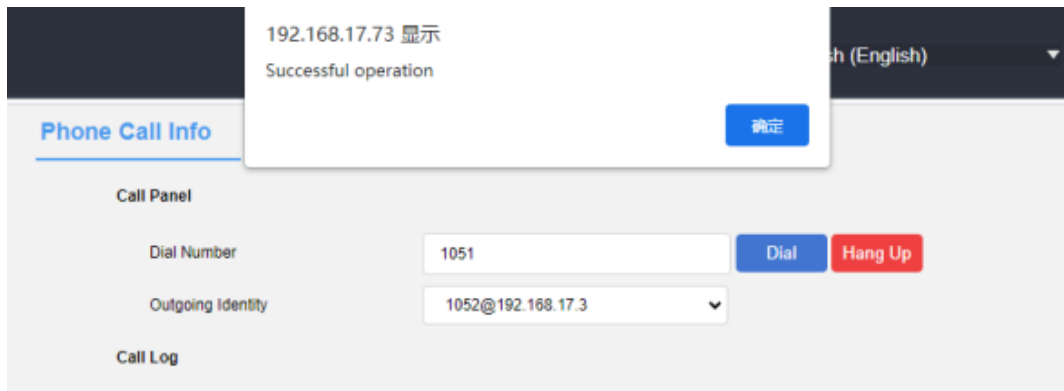 192.168.17.73 显示
Successful operation
sh (English)
确定
Phone Call Info
Call Panel
Dial Number 1051 Dial Hang Up
Outgoing Identity 1052@192.168.17.3
Call Log